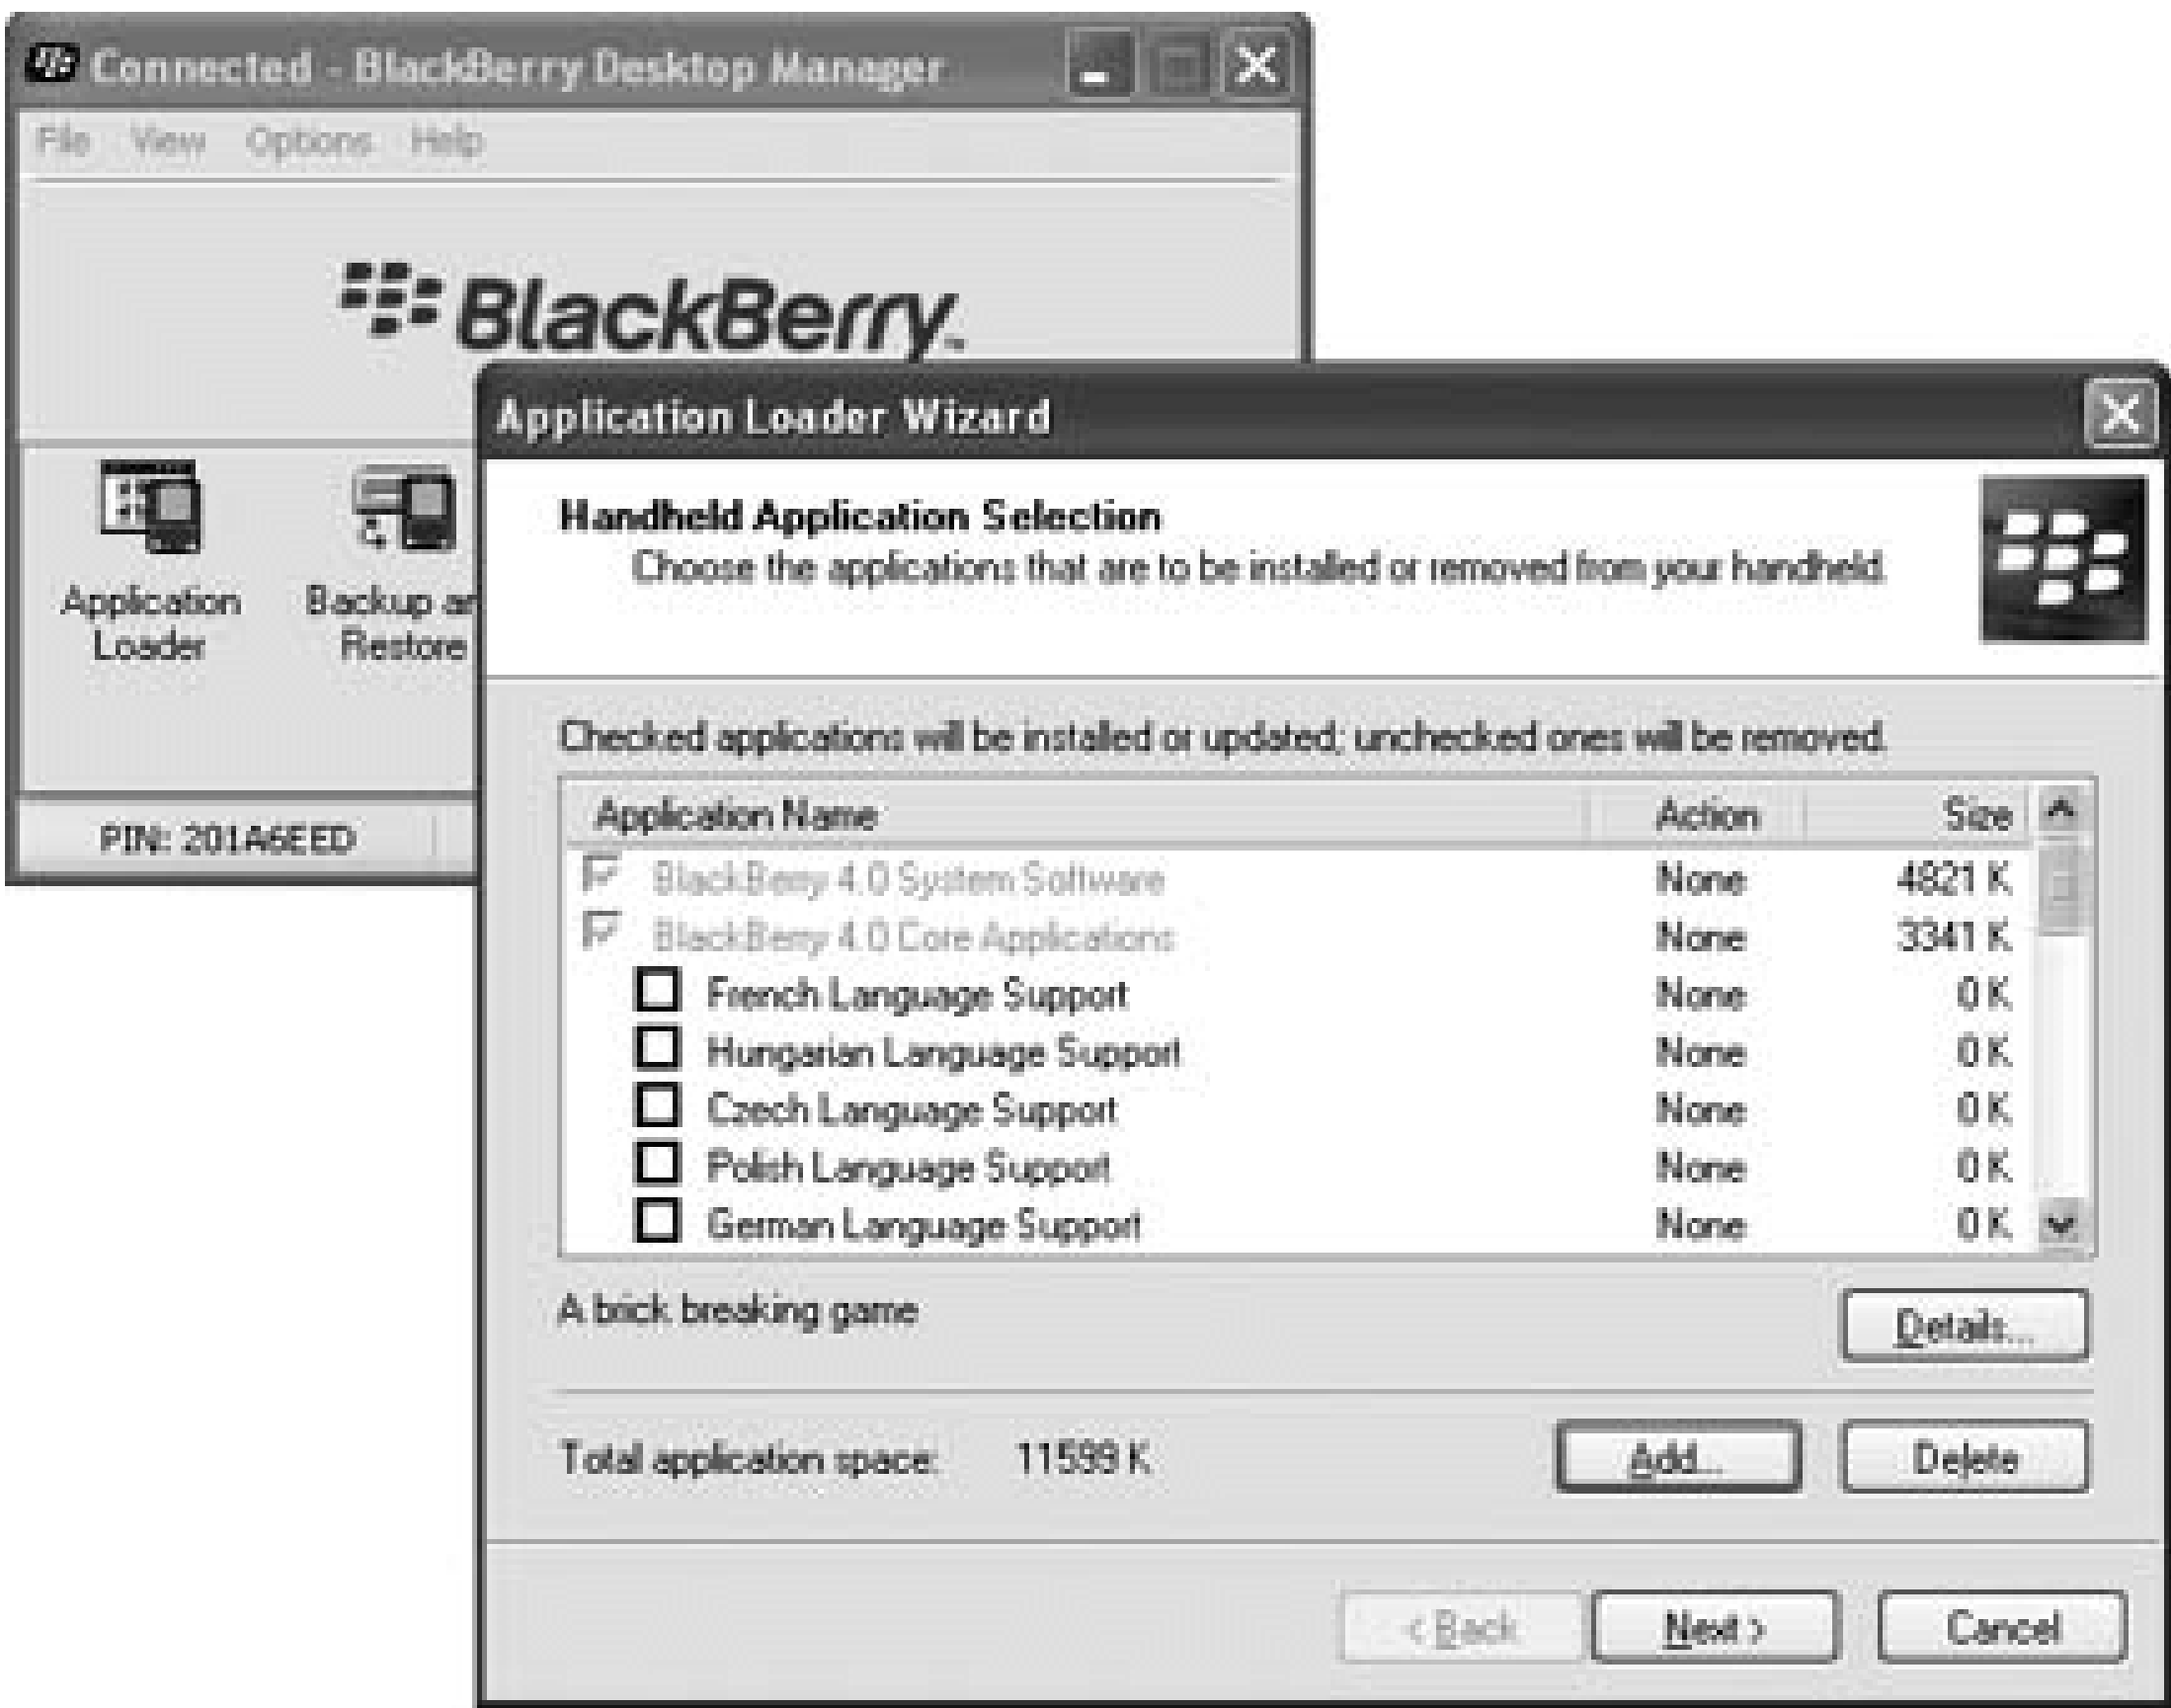 Connected - BlackBerry Desktop Manager
File View Options Help
BlackBerry
Application Loader
Backup an
Restore
PIN: 201A6EED
Application Loader Wizard
Handheld Application Selection
Choose the applications that are to be installed or removed from your handheld.
Checked applications will be installed or updated; unchecked ones will be removed.
Application Name Action Size
BlackBerry 4.0 System Software None 4821 K
BlackBerry 4.0 Core Applications None 3341 K
French Language Support None 0 K
Hungarian Language Support None 0 K
Czech Language Support None 0 K
Polish Language Support None 0 K
German Language Support None 0 K
A brick breaking game
Details...
Total application space: 11599 K
Add... Delete
< Back Next > Cancel